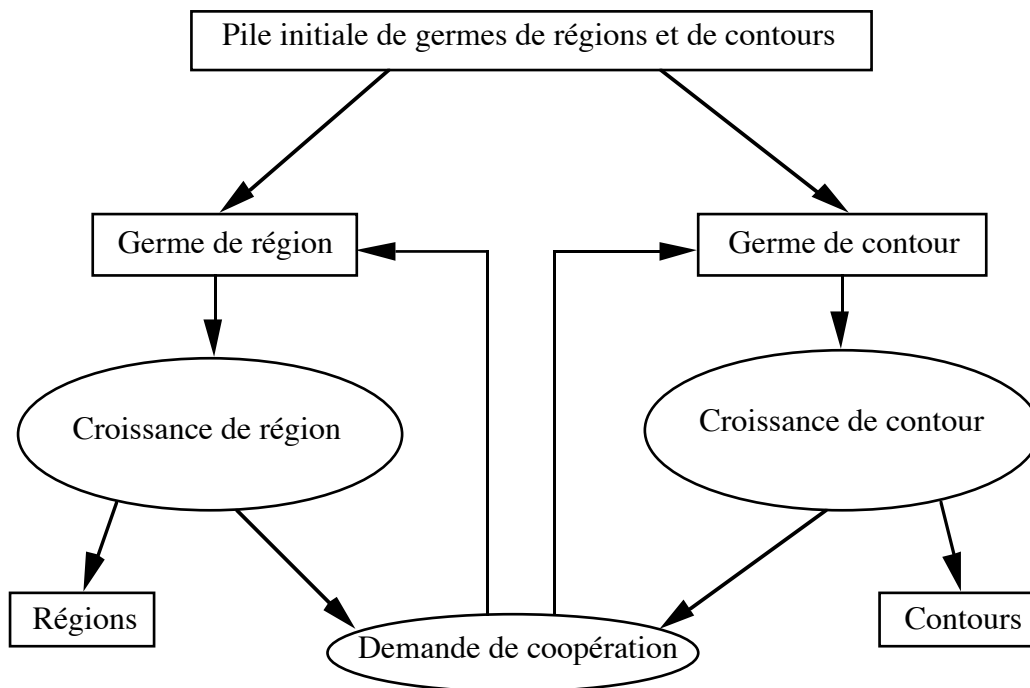 Pile initiale de germes de régions et de contours
Germe de région
Germe de contour
Croissance de région
Croissance de contour
Régions
Contours
Demande de coopération